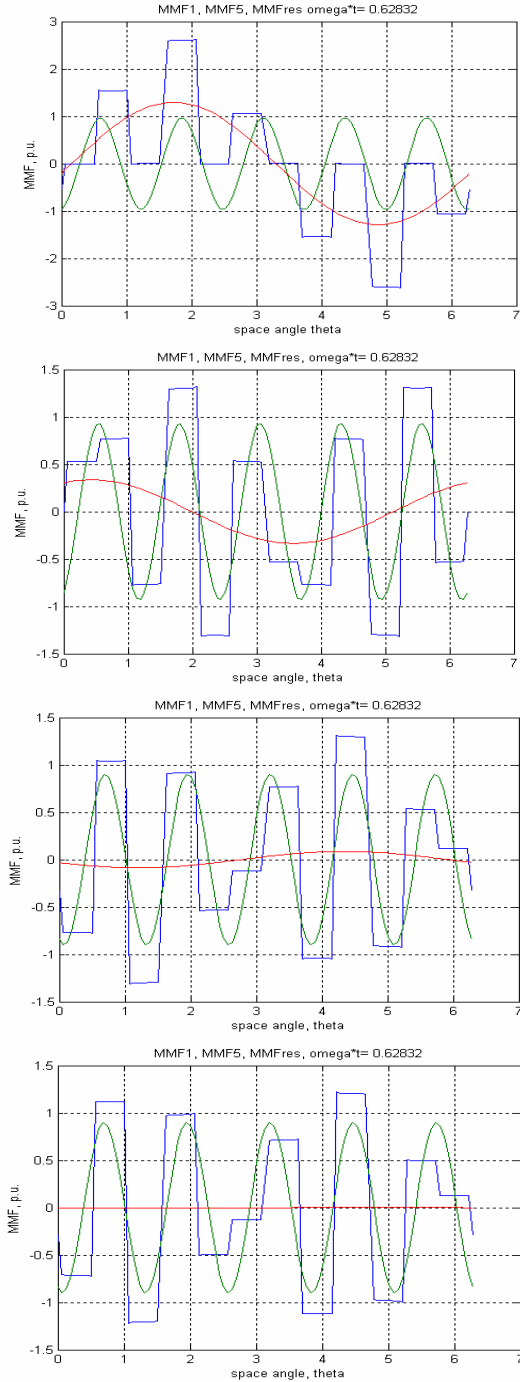 MMF1, MMF5, MMFres omega*t= 0.62832
3
2
1
0
-1
-2
-3
MMF, p.u.
0 1 2 3 4 5 6 7
space angle theta
MMF1, MMF5, MMFres, omega*t= 0.62832
1.5
1
0.5
0
-0.5
-1
-1.5
MMF, p.u.
0 1 2 3 4 5 6 7
space angle, theta
MMF1, MMF5, MMFres, omega*t= 0.62832
1.5
1
0.5
0
-0.5
-1
-1.5
MMF, p.u.
0 1 2 3 4 5 6 7
space angle, theta
MMF1, MMF5, MMFres, omega*t= 0.62832
1.5
1
0.5
0
-0.5
-1
-1.5
MMF, p.u.
0 1 2 3 4 5 6 7
space angle, theta